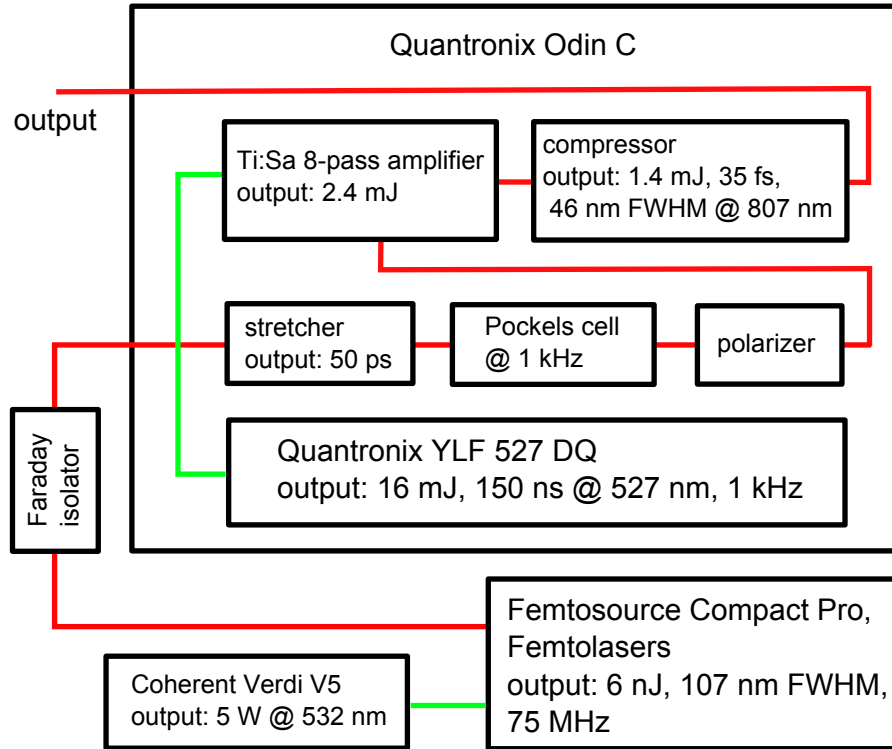 Quantronix Odin C
output
Ti:Sa 8-pass amplifier
output: 2.4 mJ
compressor
output: 1.4 mJ, 35 fs,
46 nm FWHM @ 807 nm
stretcher
output: 50 ps
Pockels cell
@ 1 kHz
polarizer
Faraday
isolator
Quantronix YLF 527 DQ
output: 16 mJ, 150 ns @ 527 nm, 1 kHz
Femtosource Compact Pro,
Femtolasers
output: 6 nJ, 107 nm FWHM,
75 MHz
Coherent Verdi V5
output: 5 W @ 532 nm